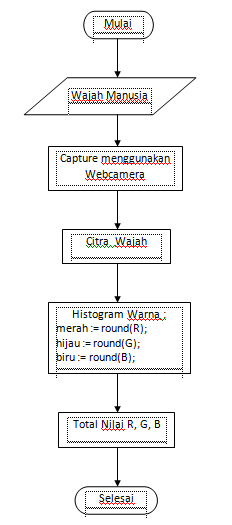 Mulai
Wajah Manusia
Capture menggunakan
Webcamera
Citra Wajah
Histogram Warna :
merah := round(R);
hijau := round(G);
biru := round(B);
Total Nilai R, G, B
Selesai